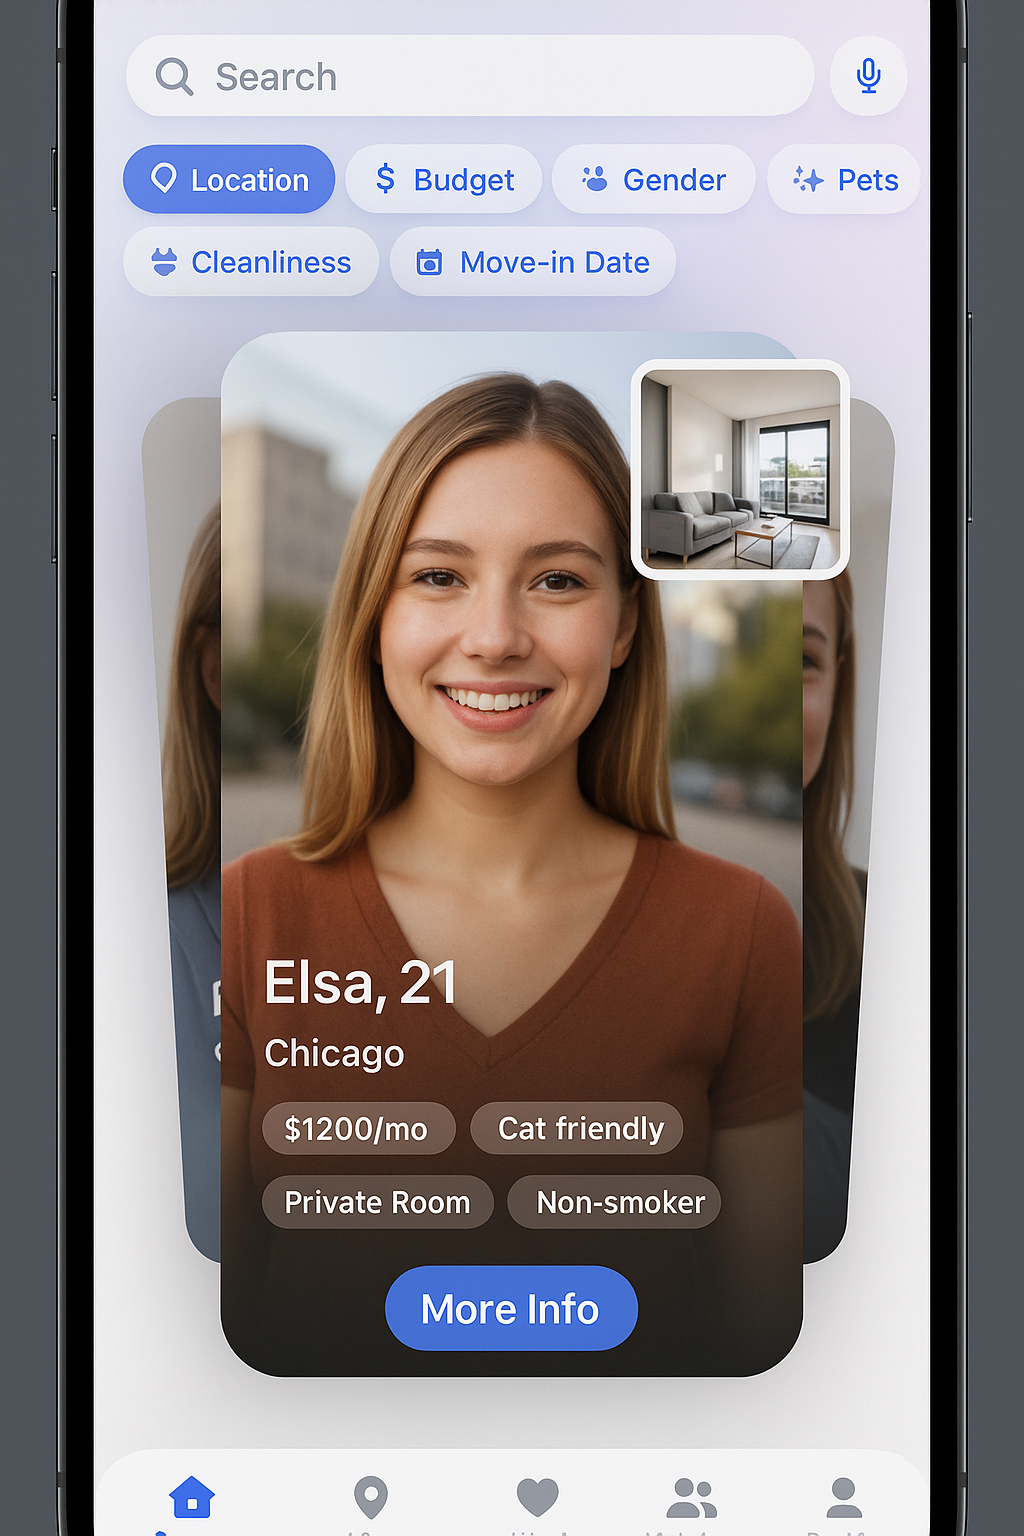 Search
Location
Budget
Gender
Pets
Cleanliness
Move-in Date
Elsa, 21
Chicago
$1200/mo
Cat friendly
Private Room
Non-smoker
More Info